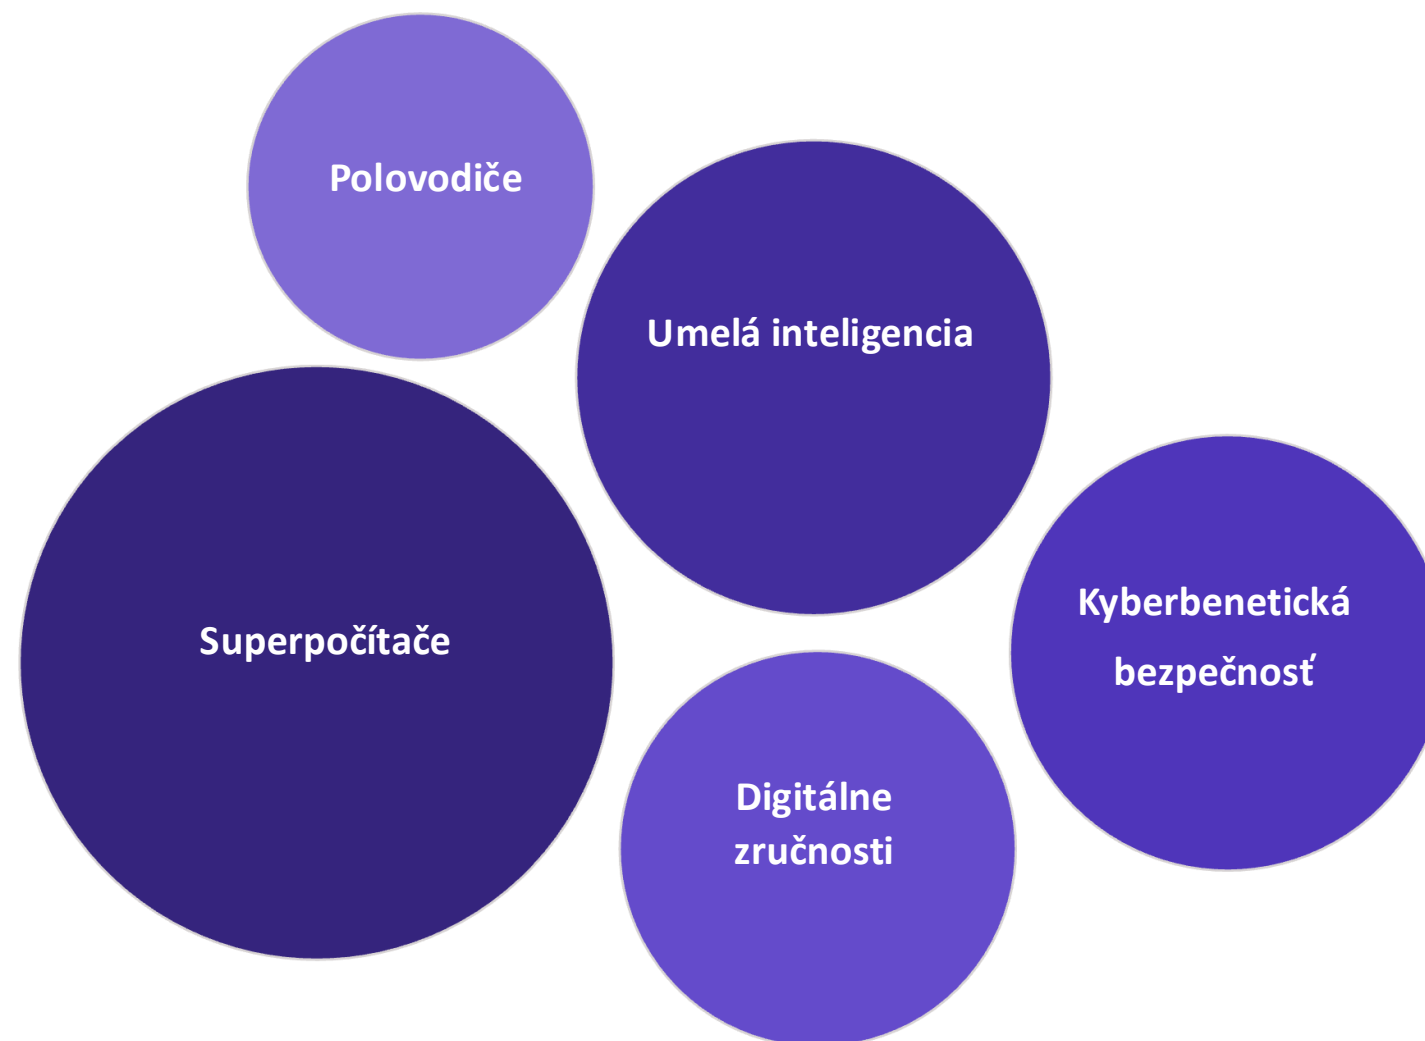 Polovodiče
Umelá inteligencia
Superpočítače
Kyberbenetická
bezpečnosť
Digitálne
zručnosti